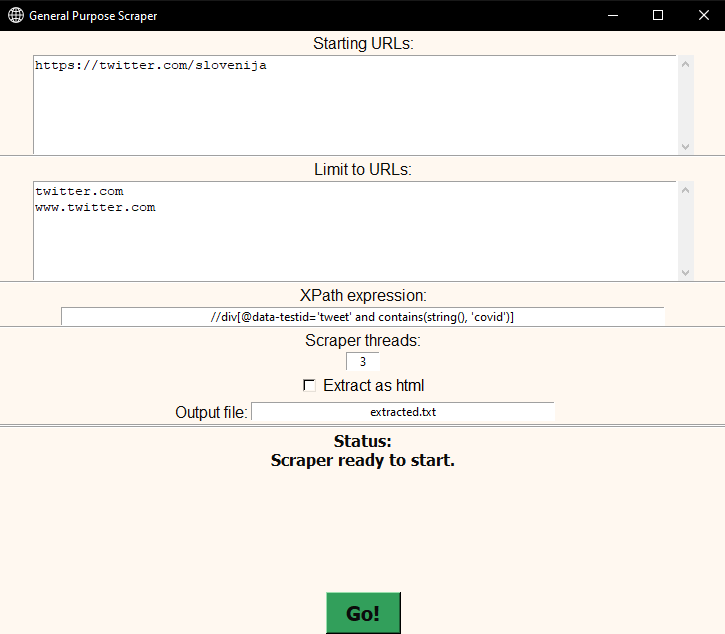 General Purpose Scraper
Starting URLs:
https://twitter.com/slovenija
Limit to URLs:
twitter.com
www.twitter.com
XPath expression:
//div[@data-testid='tweet' and contains(string(), 'covid')]
Scraper threads:
3
Extract as html
Output file: extracted.txt
Status:
Scraper ready to start.
Go!